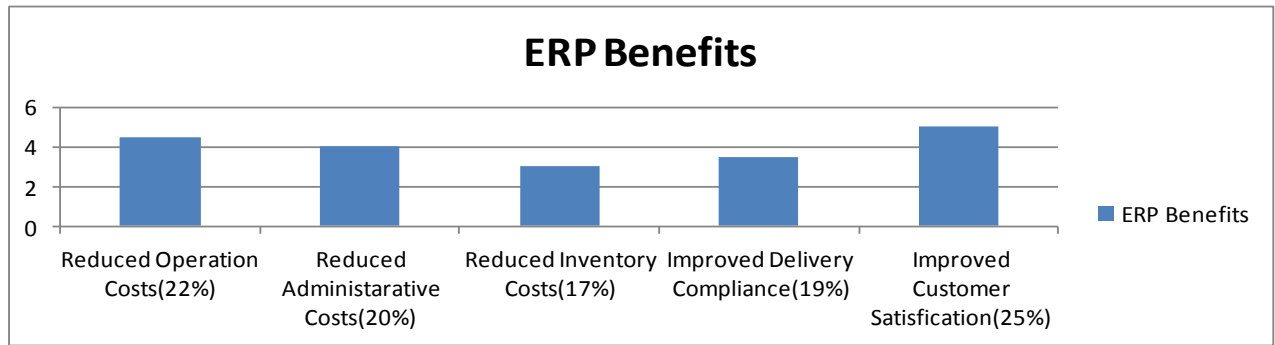 ERP Benefits
6
4
2
0
Reduced Operation
Costs(22%)
Reduced
Administarative
Costs(20%)
Reduced Inventory
Costs(17%)
Improved Delivery
Compliance(19%)
Improved
Customer
Satisfication(25%)
ERP Benefits